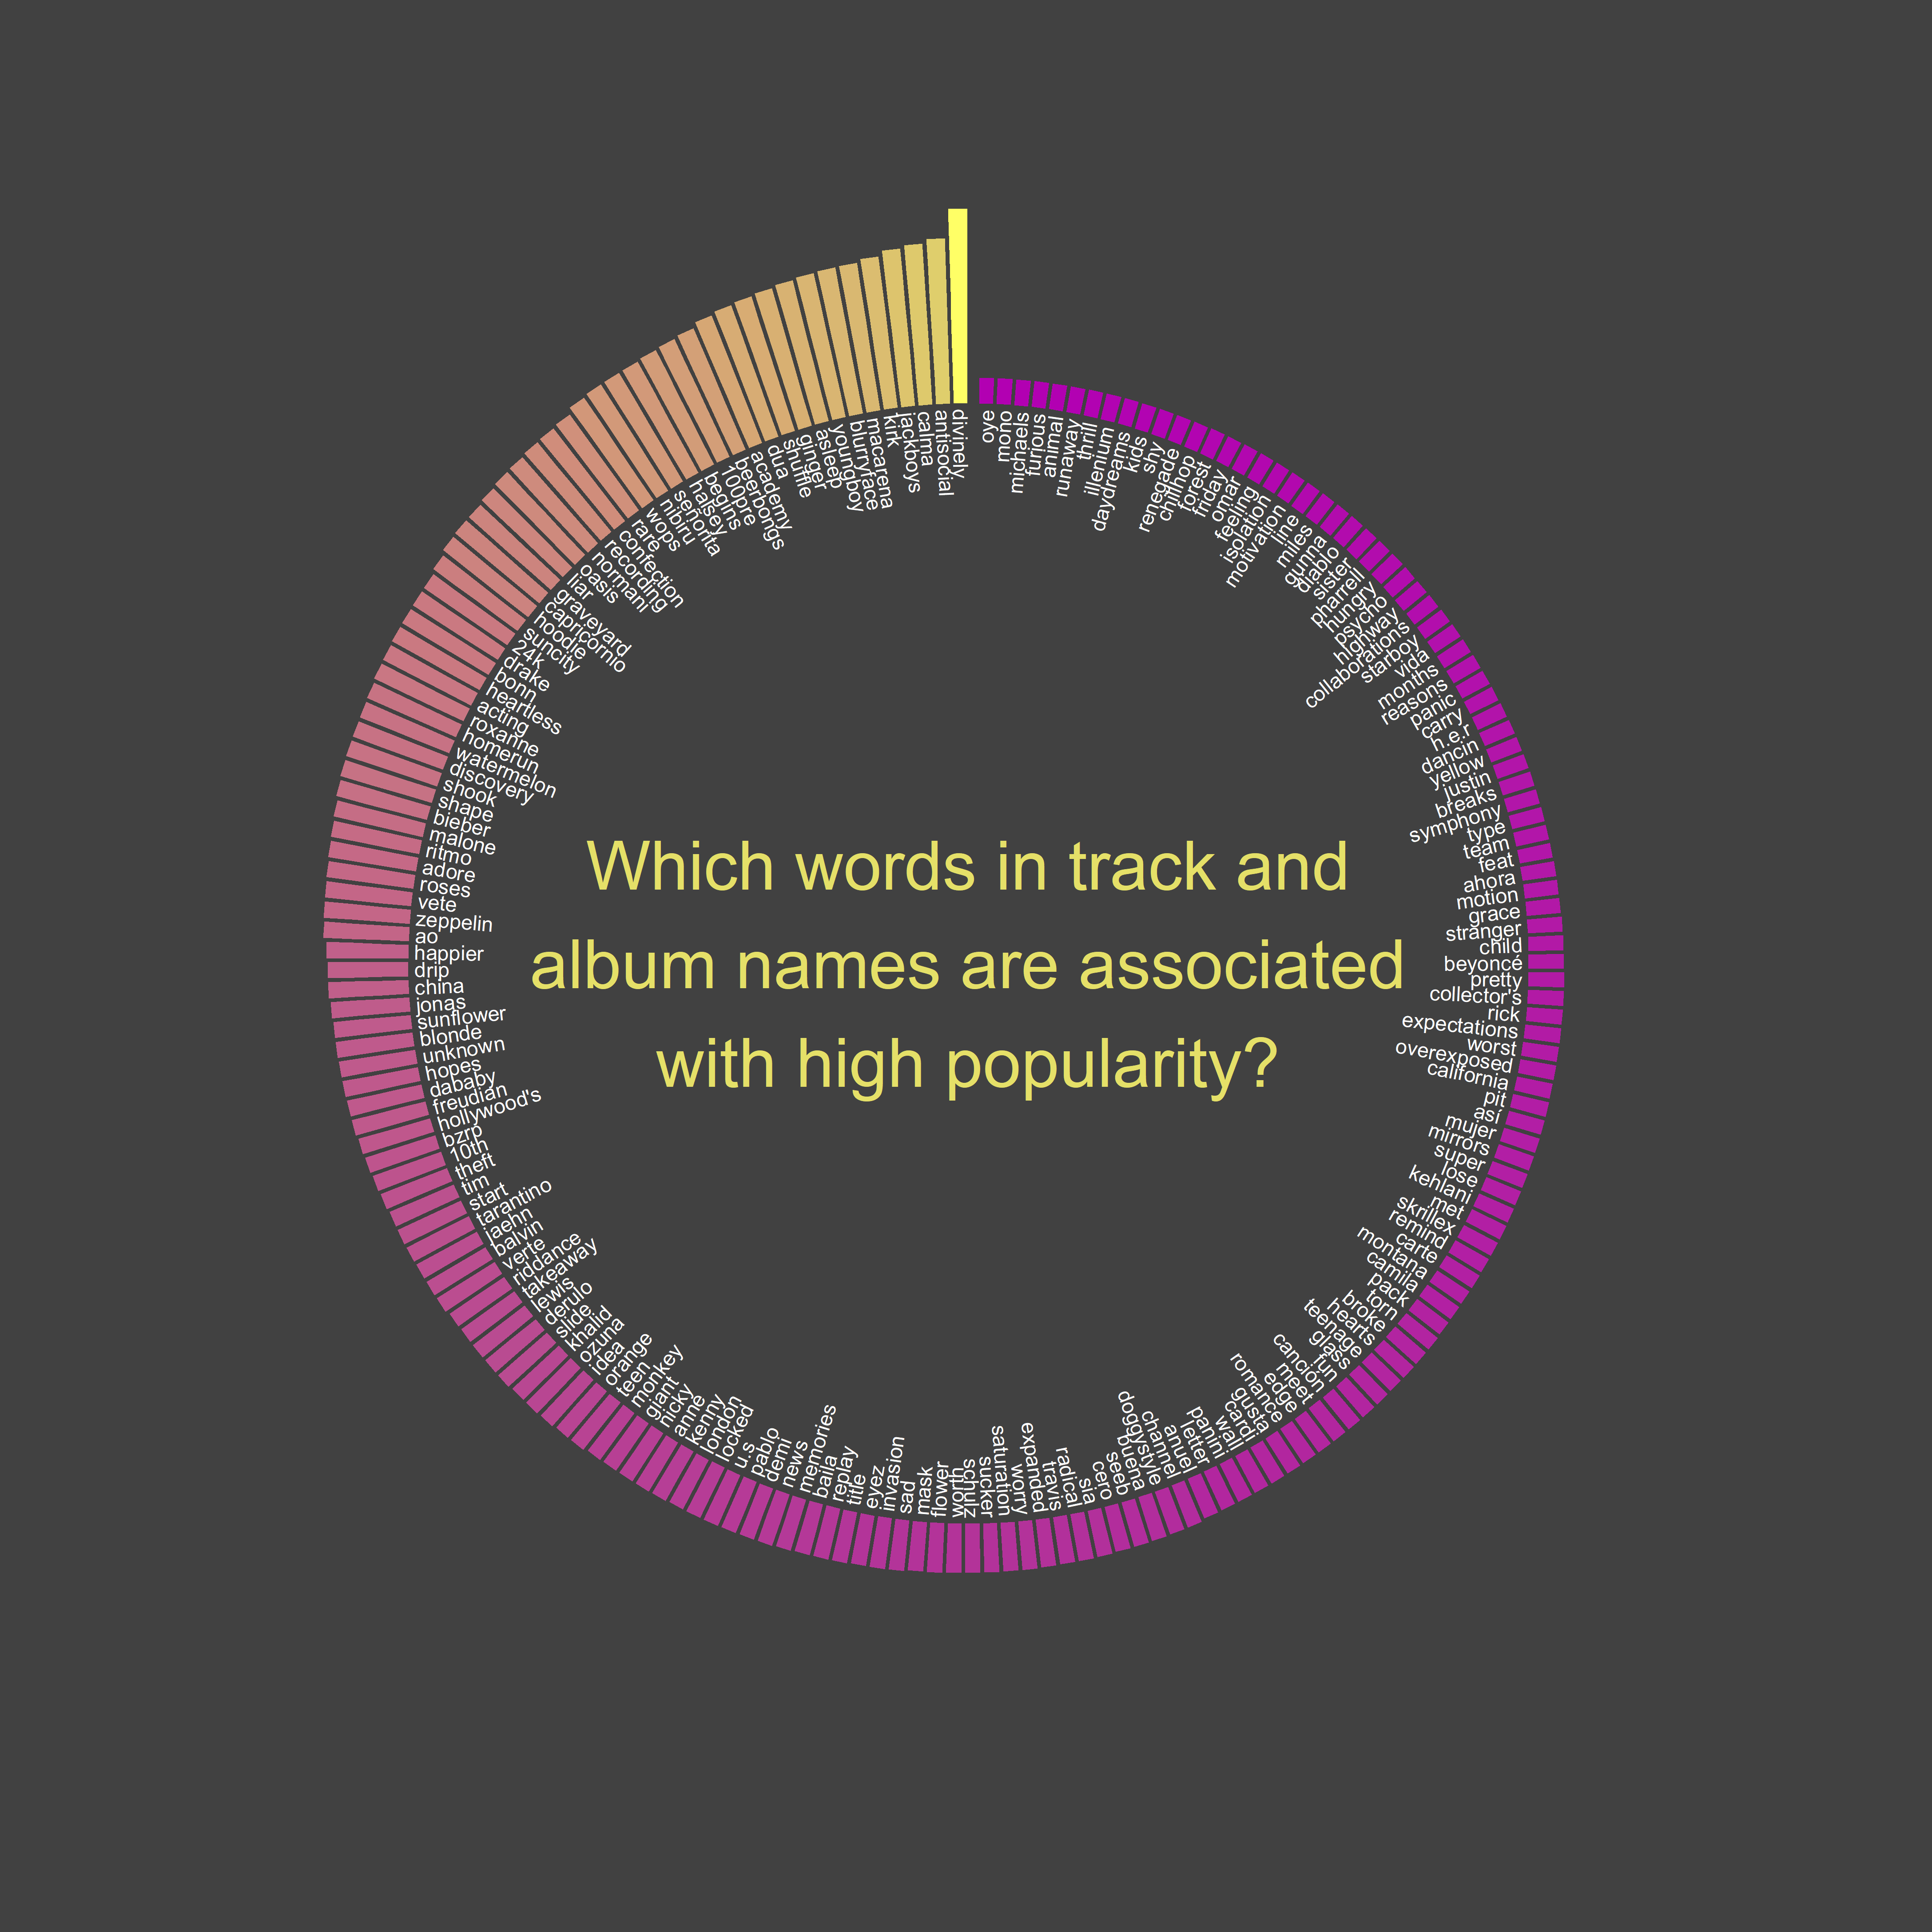 Which words in track and
album names are associated
with high popularity?
oye
mono
michaels
furious
animal
runaway
thrill
illenium
daydreams
kids
shy
renegade
chilhop
forest
friday
omar
feeling
isolation
motivation
line
miles
gunna
diablo
sister
pharrell
hungry
psycho
highway
collaborations
starboy
vida
months
reasons
panic
carry
h.e.r
dancin
yellow
justin
breaks
symphony
type
team
feat
ahora
motion
grace
stranger
child
beyoncé
pretty
collector's
rick
expectations
worst
overexposed
california
pit
así
mujer
mirrors
super
lose
kehlani
met
skrillex
remind
carte
montana
camila
pack
torn
broke
hearts
teenage
glass
run
canction
meet
edge
romance
gusta
cardi
wall
panini
letter
anuel
channel
doggystyle
buena
seeb
cero
sia
radical
travis
expanded
worry
saturation
sucker
schulz
worth
flower
mask
sad
invasion
eyez
title
replay
baila
memories
news
demi
pablo
u.s
locked
london
kenny
anne
nicky
giant
monkey
teen
orange
idea
ozuna
khalid
slide
derulo
lewis
takeaway
riddance
verte
balvin
jaehn
tarantino
start
tim
theft
10th
bzrp
hollywood's
freudian
dababy
hopes
unknown
blonde
sunflower
jonas
china
drip
happier
ao
zeppelin
vete
roses
adore
ritmo
malone
bieber
shape
shook
discovery
watermelon
homerun
roxanne
acting
heartless
bonn
drake
24k
suncity
hoodie
capricornio
graveyard
liar
oasis
normani
recording
confection
rare
wops
nibiru
señorita
halsey
begins
100pre
beerbongs
academy
dua
shuffle
ginger
asleep
youngboy
blurryface
macarena
kirk
jackboys
calma
antisocial
divinely